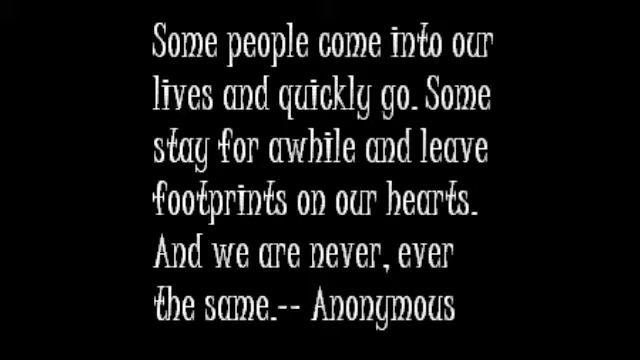 Some people come into our
lives and quickly go. Some
stay for awhile and leave
footprints on our hearts.
And we are never, ever
the same.-- Anonymous